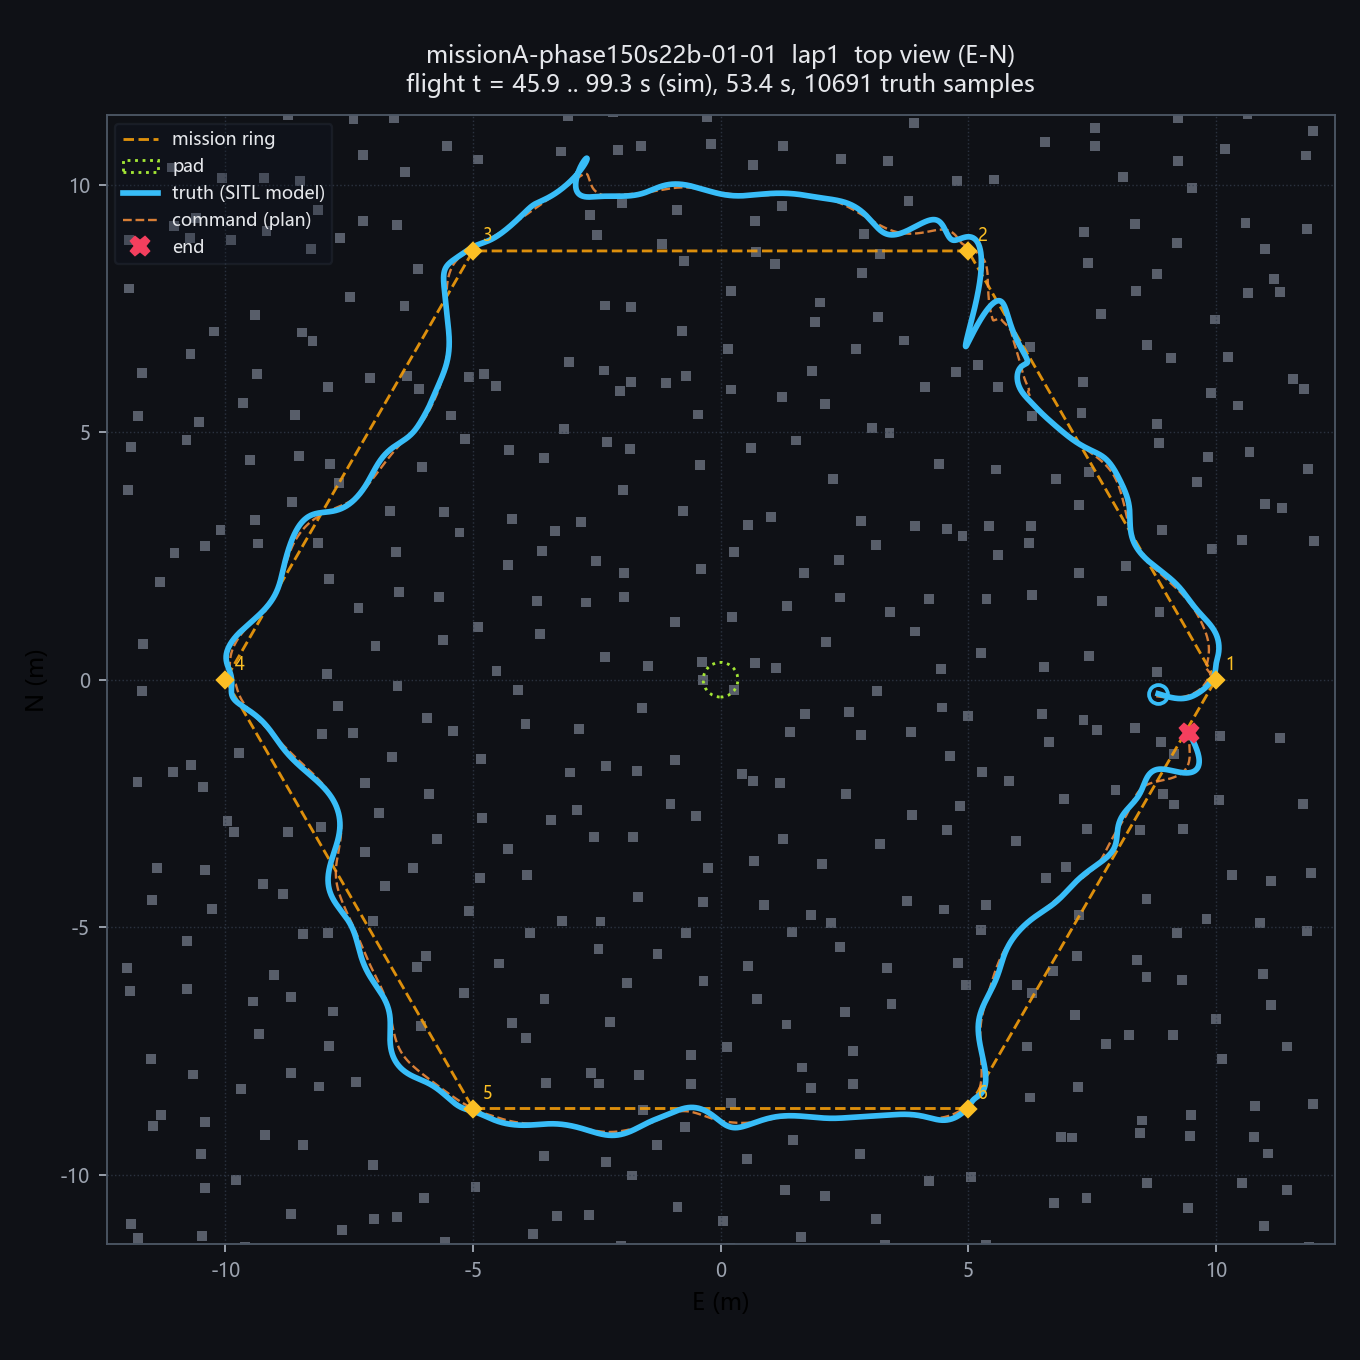 missionA-phase150s22b-01-01 lap1 top view (E-N)
flight t = 45.9 .. 99.3 s (sim), 53.4 s, 10691 truth samples
mission ring
pad
truth (SITL model)
command (plan)
end
3
2
4
1
5
6
10
5
0
-5
-10
N (m)
-10
-5
0
5
10
E (m)